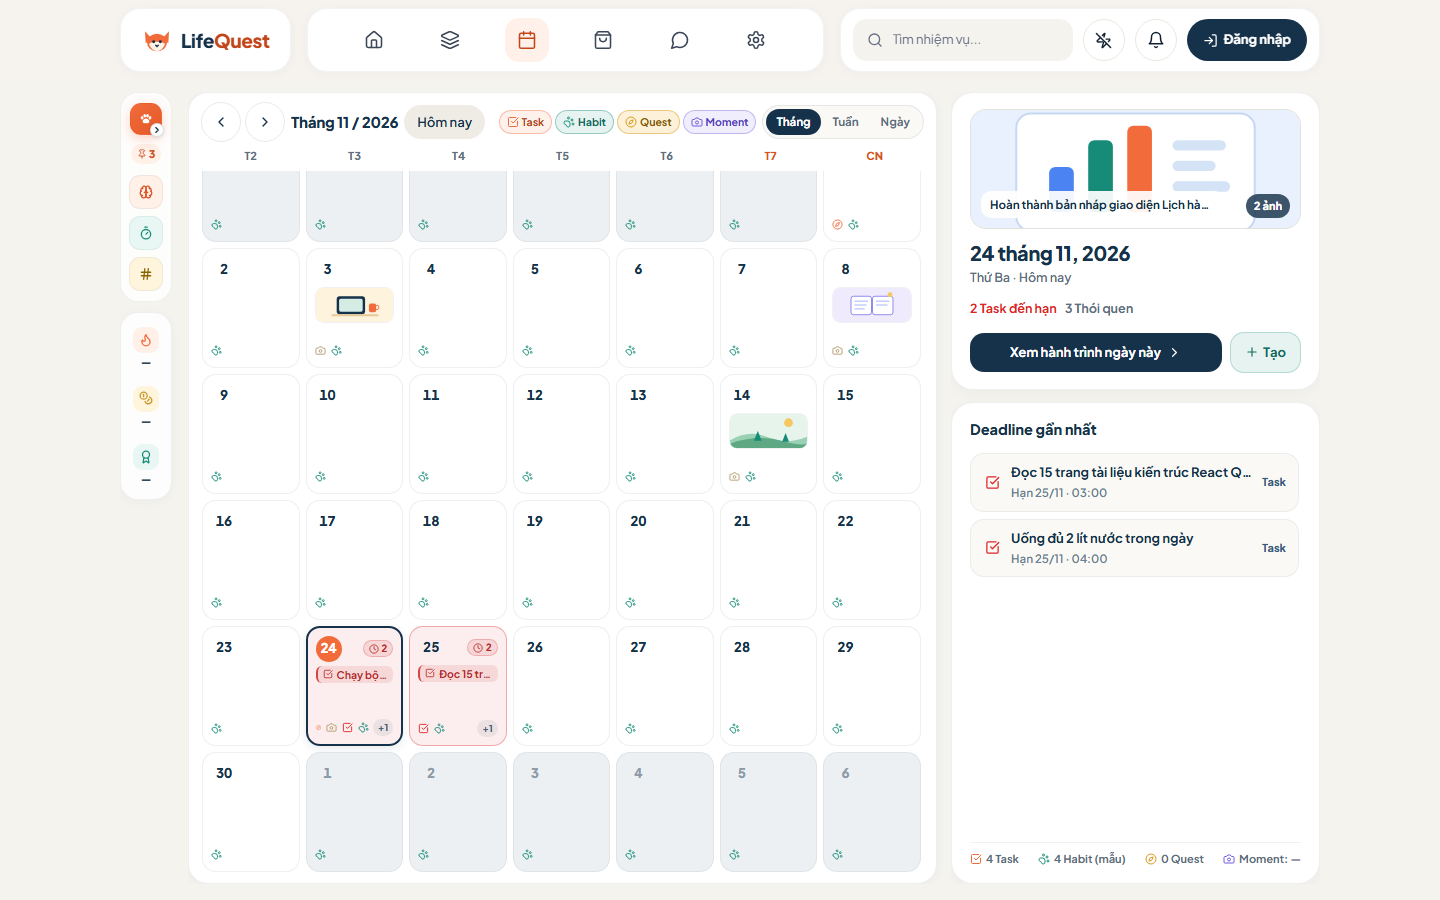 LifeQuest
Tìm nhiệm vụ...
Đăng nhập
3
Tháng 11 / 2026
Hôm nay
Task
Habit
Quest
Moment
Tháng
Tuần
Ngày
T2 T3 T4 T5 T6 T7 CN
2 3 4 5 6 7 8
9 10 11 12 13 14 15
16 17 18 19 20 21 22
23 24 2 25 2 26 27 28 29
Chạy bộ... Đọc 15 tr...
+1 +1
30 1 2 3 4 5 6
–
–
–
Hoàn thành bản nháp giao diện Lịch hà...
2 ảnh
24 tháng 11, 2026
Thứ Ba · Hôm nay
2 Task đến hạn 3 Thói quen
Xem hành trình ngày này
Tạo
Deadline gần nhất
Đọc 15 trang tài liệu kiến trúc React Q...
Hạn 25/11 · 03:00
Task
Uống đủ 2 lít nước trong ngày
Hạn 25/11 · 04:00
Task
4 Task 4 Habit (mẫu) 0 Quest Moment: —